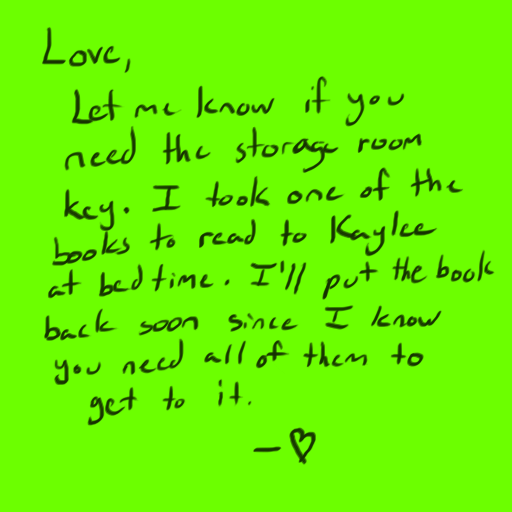 Love,
Let me know if you
need the storage room
key. I took one of the
books to read to Kaylee
at bedtime. I'll put the book
back soon since I know
you need all of them to
get to it.
—♡